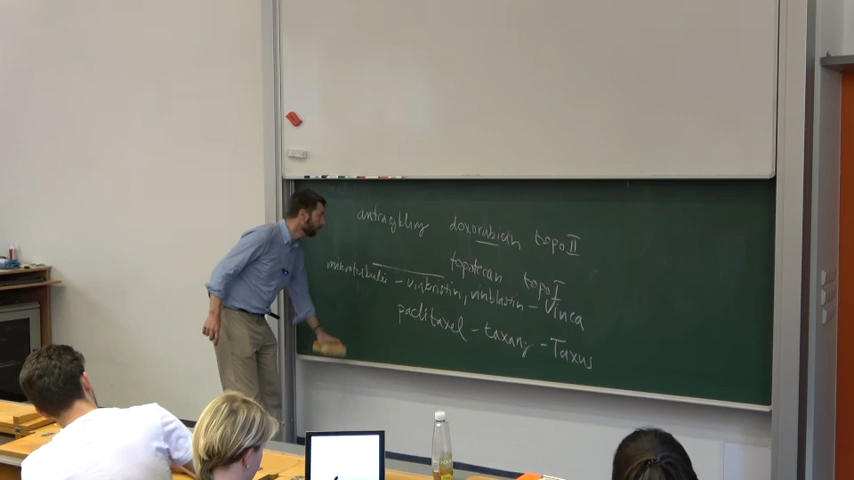 antracykliny doxorubicin topo II
topotecan topo I
mikrotubuli - vinkristin, vinblastin - Vinca
paclitaxel - taxany - Taxus